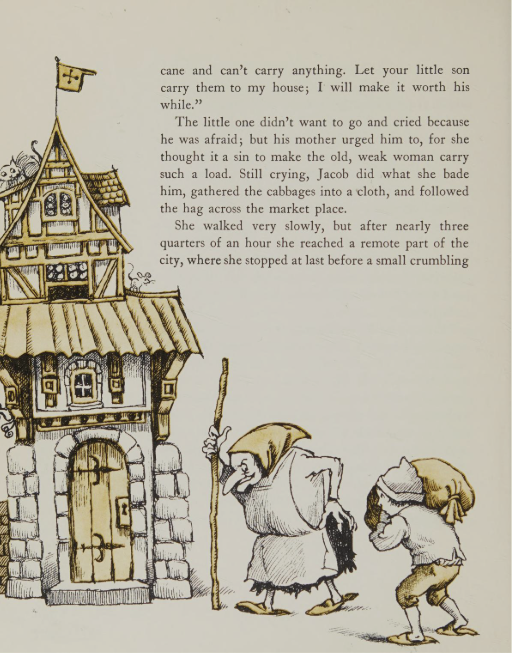 cane and can’t carry anything. Let your little son
carry them to my house; I will make it worth his
while.”
The little one didn’t want to go and cried because
he was afraid; but his mother urged him to, for she
thought it a sin to make the old, weak woman carry
such a load. Still crying, Jacob did what she bade
him, gathered the cabbages into a cloth, and followed
the hag across the market place.
She walked very slowly, but after nearly three
quarters of an hour she reached a remote part of the
city, where she stopped at last before a small crumbling